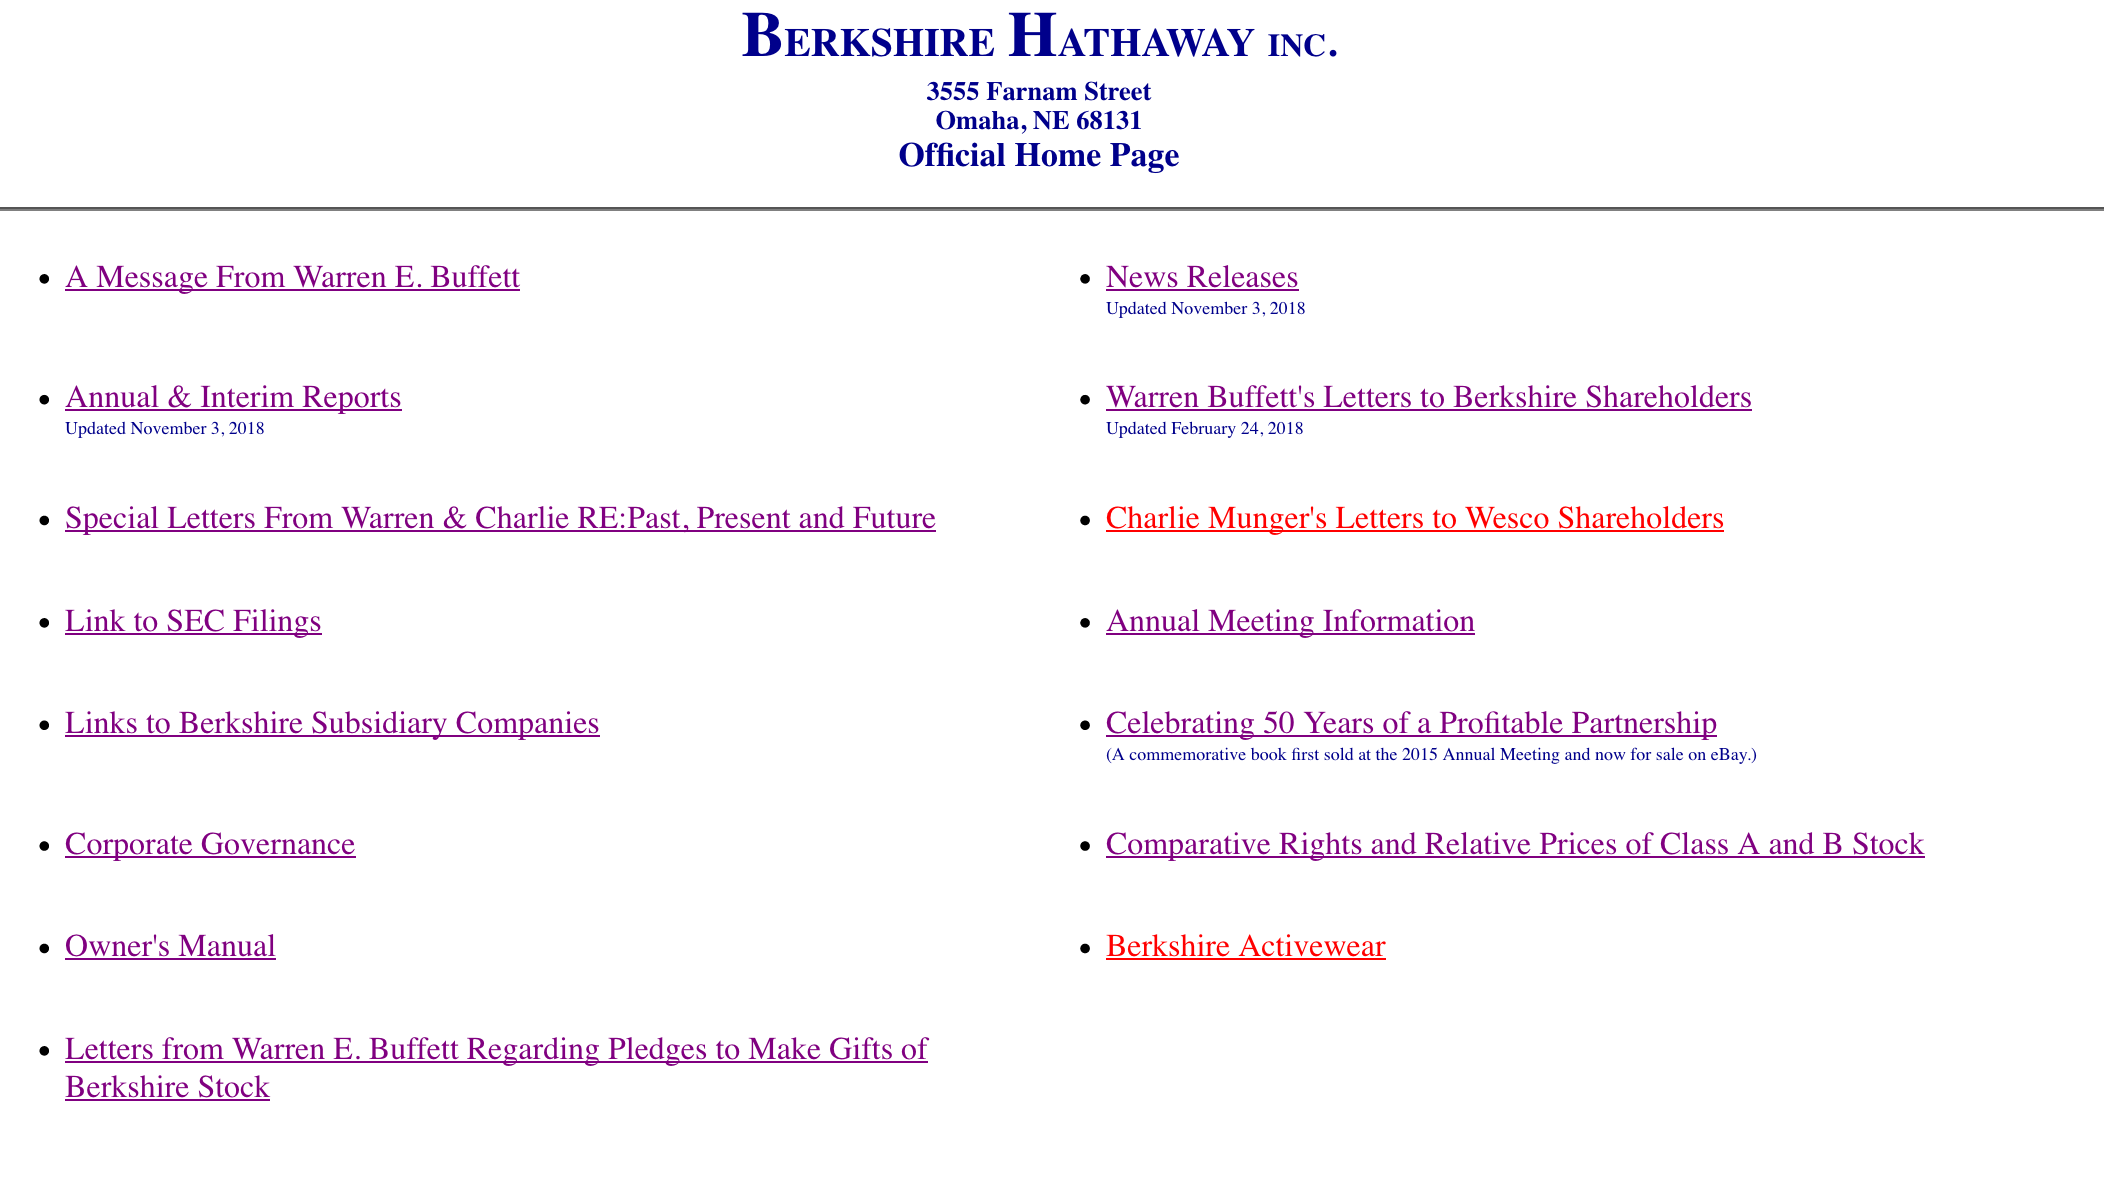 BERKSHIRE HATHAWAY INC.
3555 Farnam Street
Omaha, NE 68131
Official Home Page
A Message From Warren E. Buffett
News Releases
Updated November 3, 2018
Annual & Interim Reports
Updated November 3, 2018
Warren Buffett's Letters to Berkshire Shareholders
Updated February 24, 2018
Special Letters From Warren & Charlie RE:Past, Present and Future
Charlie Munger's Letters to Wesco Shareholders
Link to SEC Filings
Annual Meeting Information
Links to Berkshire Subsidiary Companies
Celebrating 50 Years of a Profitable Partnership
(A commemorative book first sold at the 2015 Annual Meeting and now for sale on eBay.)
Corporate Governance
Comparative Rights and Relative Prices of Class A and B Stock
Owner's Manual
Berkshire Activewear
Letters from Warren E. Buffett Regarding Pledges to Make Gifts of
Berkshire Stock